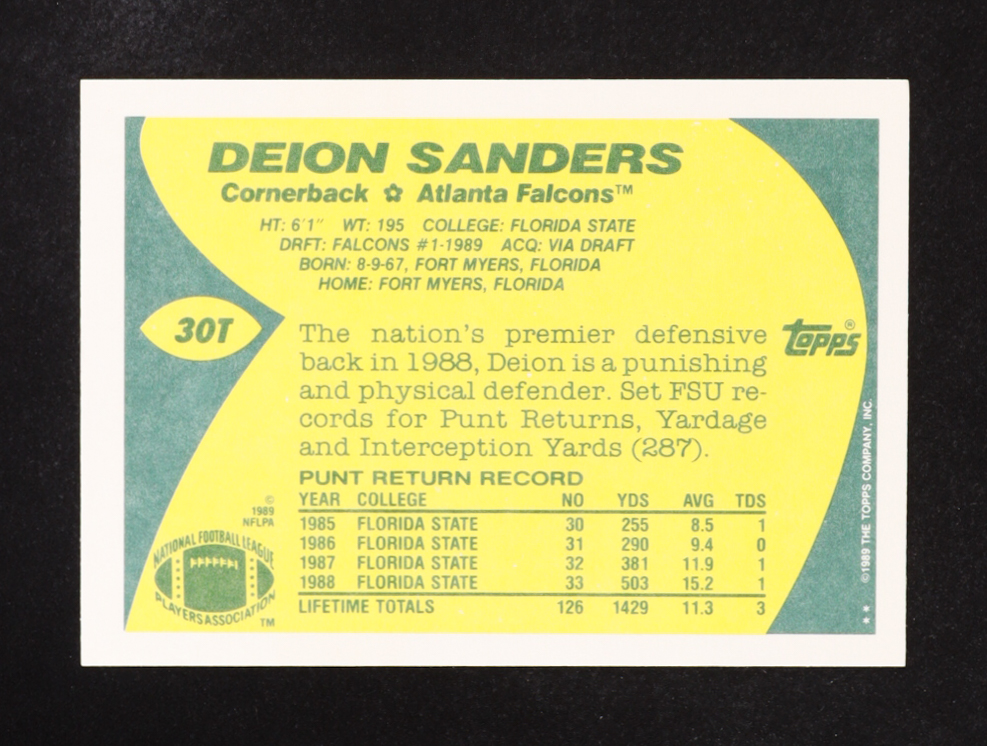 DEION SANDERS
Cornerback ✿ Atlanta Falcons™
HT: 6'1" WT: 195 COLLEGE: FLORIDA STATE
DRFT: FALCONS #1-1989 ACQ: VIA DRAFT
BORN: 8-9-67, FORT MYERS, FLORIDA
HOME: FORT MYERS, FLORIDA
30T
The nation's premier defensive
back in 1988, Deion is a punishing
and physical defender. Set FSU re-
cords for Punt Returns, Yardage
and Interception Yards (287).
topps®
PUNT RETURN RECORD
YEAR COLLEGE NO YDS AVG TDS
1985 FLORIDA STATE 30 255 8.5 1
1986 FLORIDA STATE 31 290 9.4 0
1987 FLORIDA STATE 32 381 11.9 1
1988 FLORIDA STATE 33 503 15.2 1
LIFETIME TOTALS 126 1429 11.3 3
©
1989
NFLPA
NATIONAL FOOTBALL LEAGUE
PLAYERS ASSOCIATION
TM
* * ©1989 THE TOPPS COMPANY, INC.